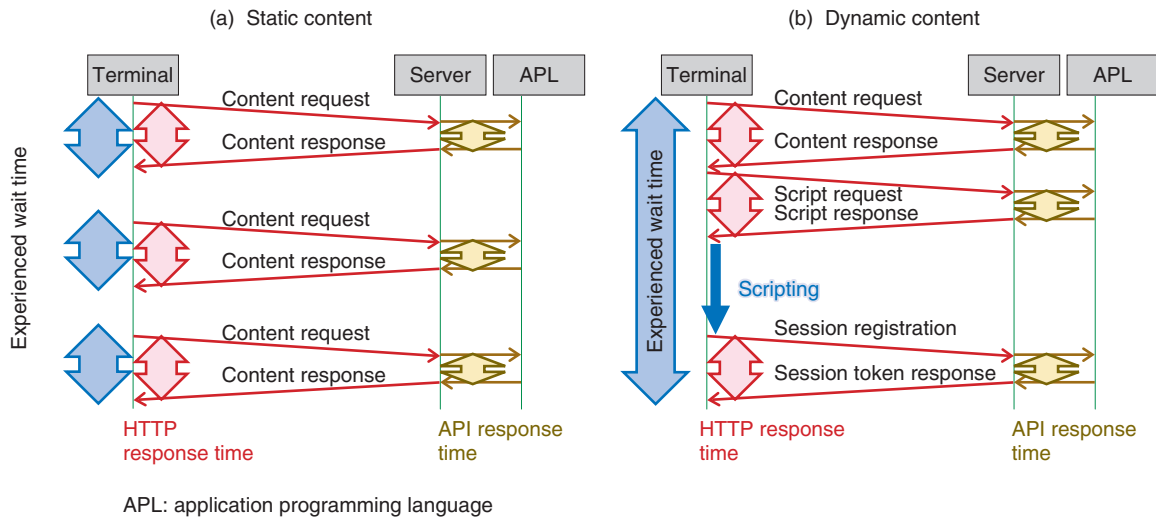 (a) Static content
Terminal
Server
APL
Experienced wait time
Content request
Content response
Content request
Content response
Content request
Content response
HTTP
response time
API response
time
(b) Dynamic content
Terminal
Server
APL
Experienced wait time
Content request
Content response
Script request
Script response
Scripting
Session registration
Session token response
HTTP response
time
API response
time
APL: application programming language